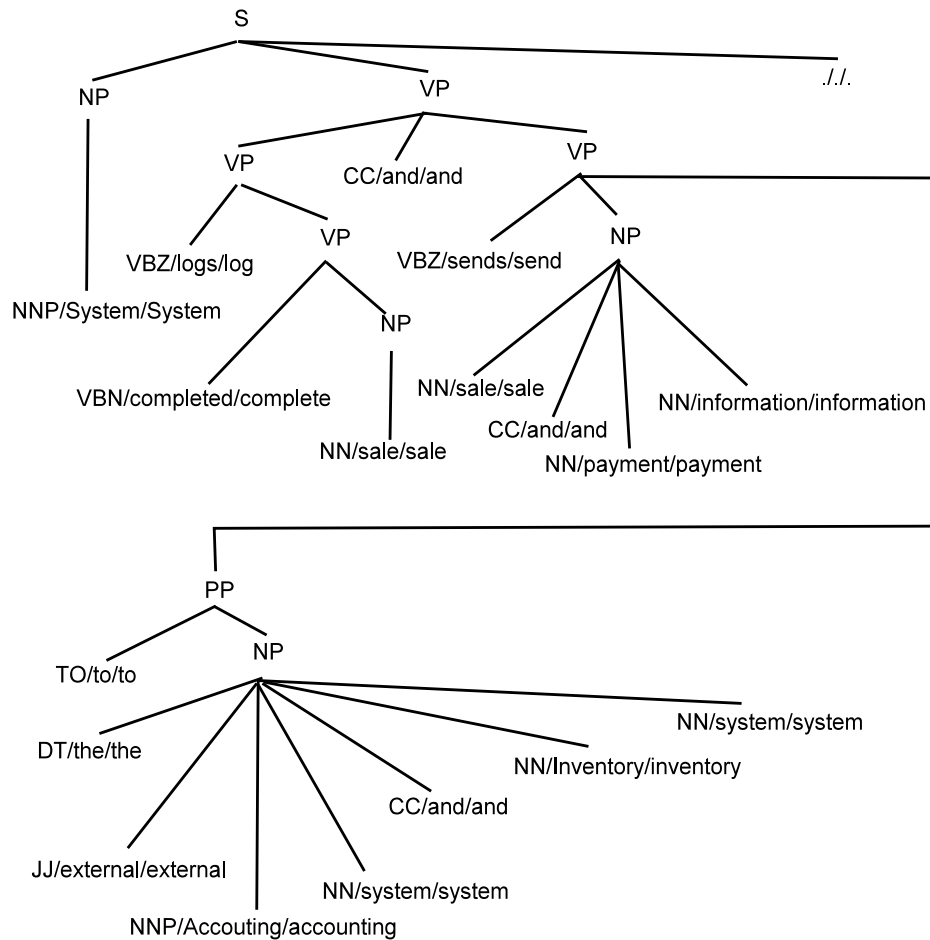 S
NP
VP
././.
VP
CC/and/and
VP
VBZ/logs/log
VP
VBZ/sends/send
NP
NNP/System/System
NP
VBN/completed/complete
NN/sale/sale
NN/sale/sale
CC/and/and
NN/payment/payment
NN/information/information
PP
TO/to/to
NP
DT/the/the
JJ/external/external
NNP/Accouting/accounting
NN/system/system
CC/and/and
NN/Inventory/inventory
NN/system/system